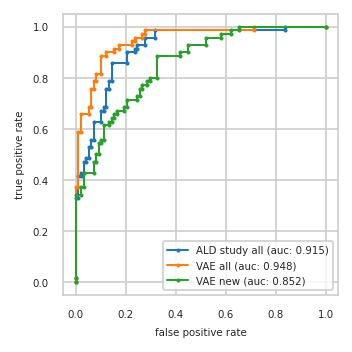 1.0
0.8
0.6
0.4
0.2
0.0
true positive rate
ALD study all (auc: 0.915)
VAE all (auc: 0.948)
VAE new (auc: 0.852)
0.0 0.2 0.4 0.6 0.8 1.0
false positive rate